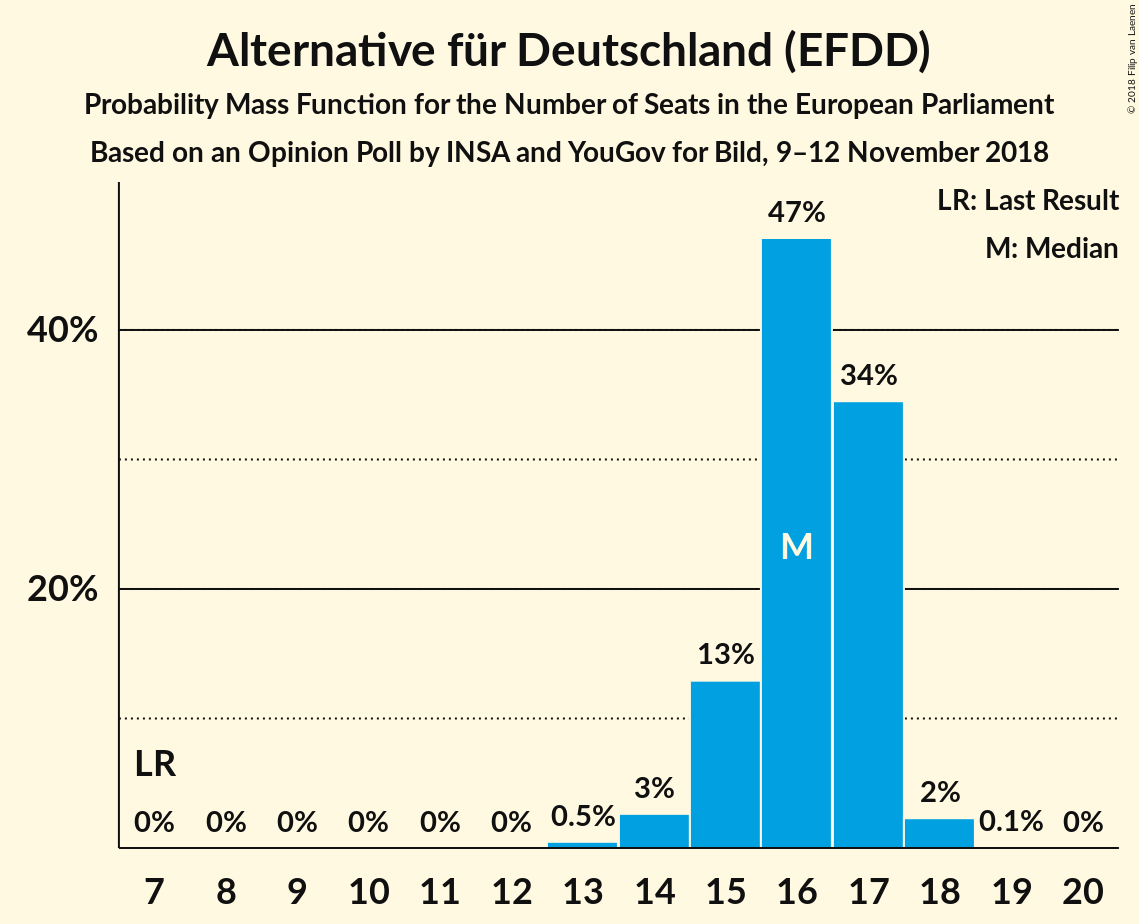 Alternative für Deutschland (EFDD)
Probability Mass Function for the Number of Seats in the European Parliament
Based on an Opinion Poll by INSA and YouGov for Bild, 9–12 November 2018
© 2018 Filip van Laenen
LR: Last Result
M: Median
47%
40%
34%
M
20%
13%
LR
0% 0% 0% 0% 0% 0% 0.5% 3% 2% 0.1% 0%
7 8 9 10 11 12 13 14 15 16 17 18 19 20